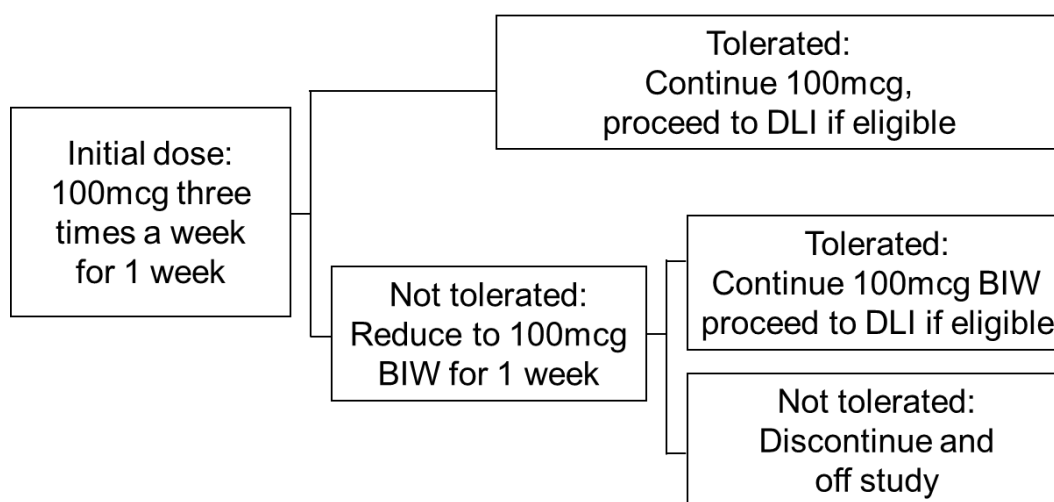 Initial dose:
100mcg three
times a week
for 1 week
Tolerated:
Continue 100mcg,
proceed to DLI if eligible
Not tolerated:
Reduce to 100mcg
BIW for 1 week
Tolerated:
Continue 100mcg BIW
proceed to DLI if eligible
Not tolerated:
Discontinue and
off study